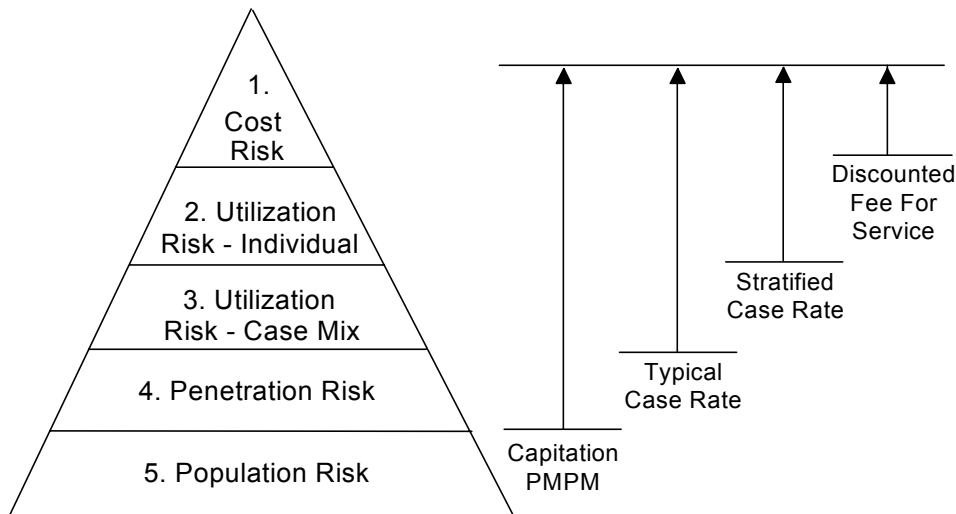 1.
Cost
Risk
2. Utilization
Risk - Individual
3. Utilization
Risk - Case Mix
4. Penetration Risk
5. Population Risk
Discounted
Fee For
Service
Stratified
Case Rate
Typical
Case Rate
Capitation
PMPM